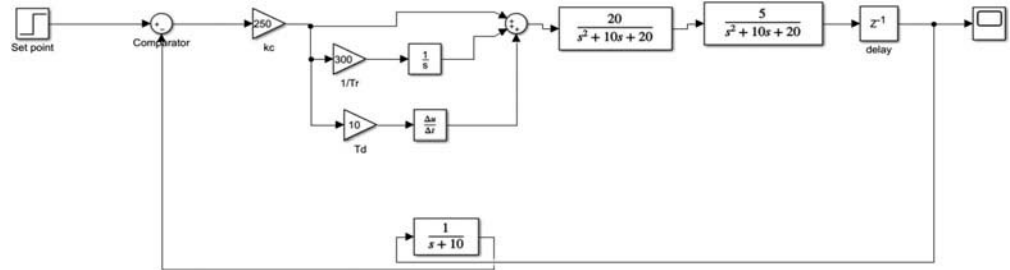 Set point
+
-
Comparator
250
kc
300
1/Tr
1
s
10
Td
Δu
Δt
+
+
+
20
s² + 10s + 20
5
s² + 10s + 20
z⁻¹
delay
1
s + 10